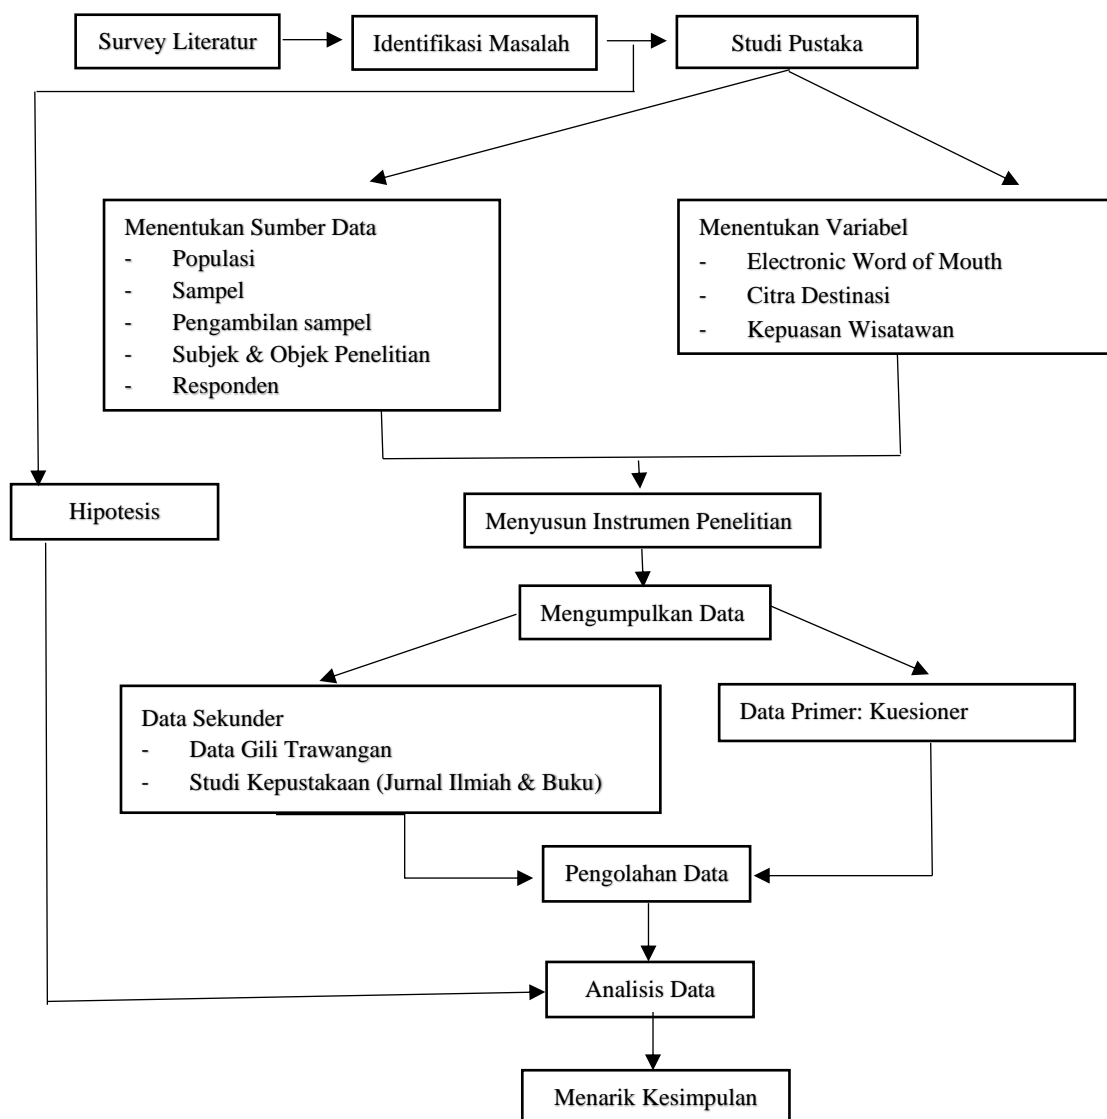 Survey Literatur
Identifikasi Masalah
Studi Pustaka
Menentukan Sumber Data
- Populasi
- Sampel
- Pengambilan sampel
- Subjek & Objek Penelitian
- Responden
Menentukan Variabel
- Electronic Word of Mouth
- Citra Destinasi
- Kepuasan Wisatawan
Hipotesis
Menyusun Instrumen Penelitian
Mengumpulkan Data
Data Sekunder
- Data Gili Trawangan
- Studi Kepustakaan (Jurnal Ilmiah & Buku)
Data Primer: Kuesioner
Pengolahan Data
Analisis Data
Menarik Kesimpulan